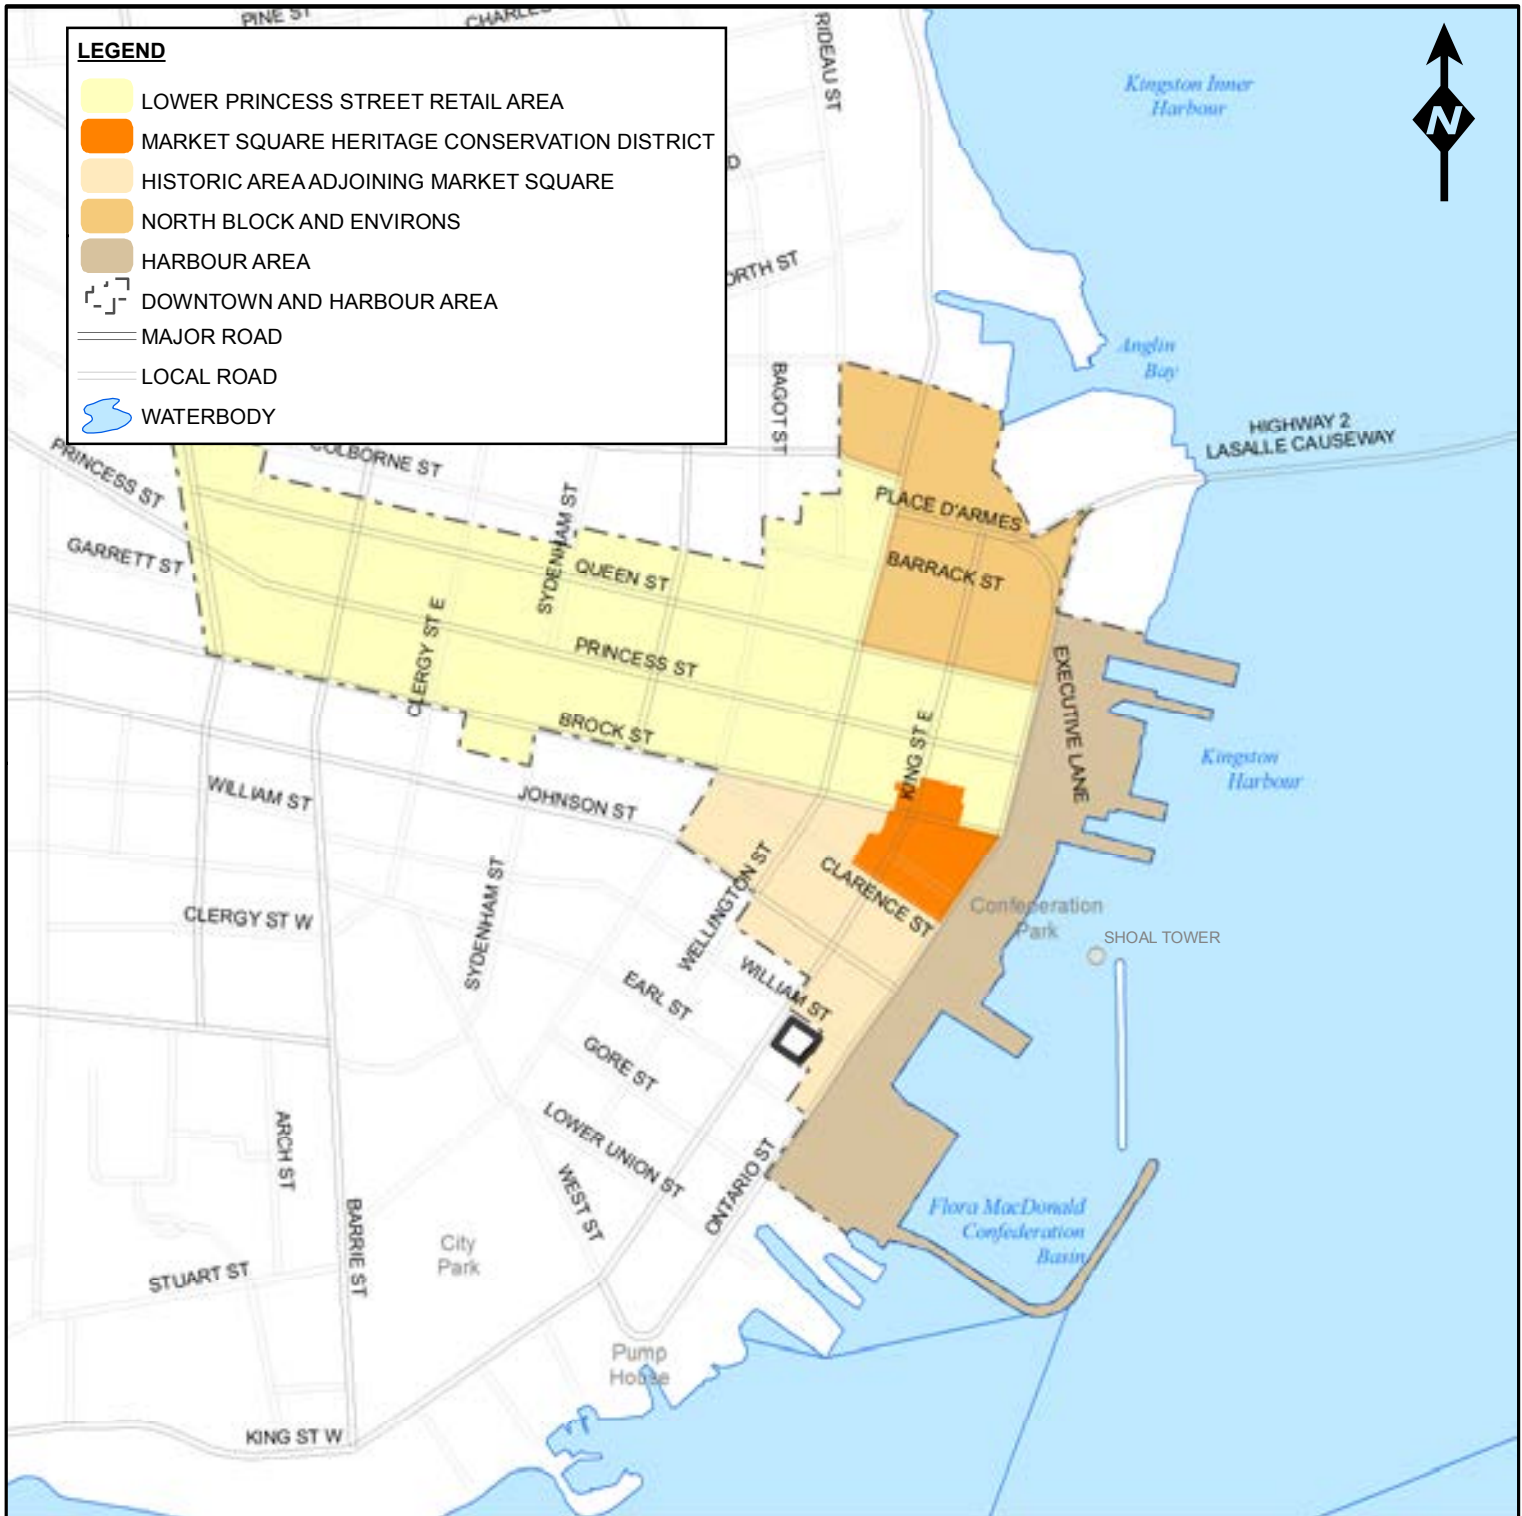 PINE ST
CHARLES
RIDEAU ST
LEGEND
LOWER PRINCESS STREET RETAIL AREA
MARKET SQUARE HERITAGE CONSERVATION DISTRICT
HISTORIC AREA ADJOINING MARKET SQUARE
NORTH BLOCK AND ENVIRONS
HARBOUR AREA
DOWNTOWN AND HARBOUR AREA
MAJOR ROAD
LOCAL ROAD
WATERBODY
N
Kingston Inner
Harbour
D
ORTH ST
Anglin
Bay
BAGOT ST
HIGHWAY 2
LASALLE CAUSEWAY
PRINCESS ST
COLBORNE ST
GARRETT ST
SYDENHAM ST
QUEEN ST
PLACE D'ARMES
BARRACK ST
CLERGY ST E
PRINCESS ST
EXECUTIVE LANE
BROCK ST
KING ST E
Kingston
Harbour
WILLIAM ST
JOHNSON ST
CLARENCE ST
WELLINGTON ST
SYDENHAM ST
CLERGY ST W
Confederation
Park
SHOAL TOWER
WILLIAM ST
EARL ST
GORE ST
LOWER UNION ST
ARCH ST
WEST ST
ONTARIO ST
BARRIE ST
Flora MacDonald
Confederation
Basin
City
Park
STUART ST
Pump
House
KING ST W